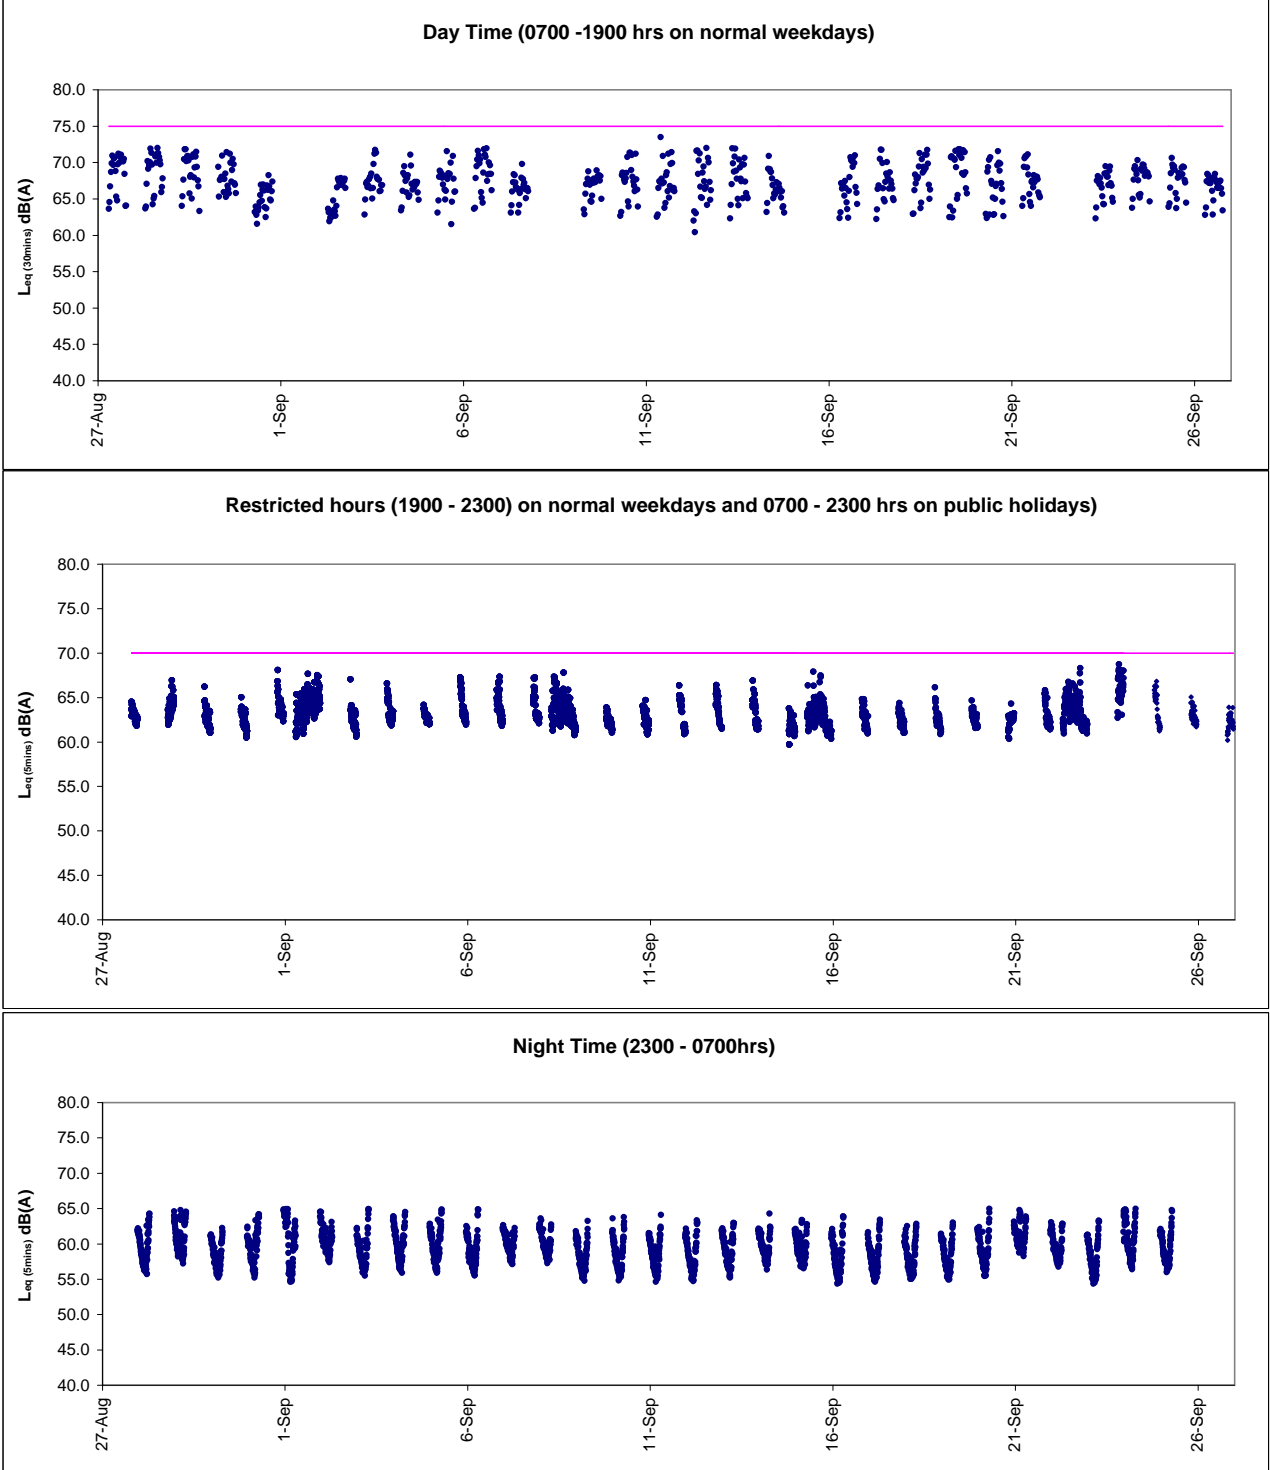 Day Time (0700 -1900 hrs on normal weekdays)
80.0
75.0
70.0
65.0
60.0
55.0
50.0
45.0
40.0
Leq (30mins) dB(A)
27-Aug
1-Sep
6-Sep
11-Sep
16-Sep
21-Sep
26-Sep
Restricted hours (1900 - 2300) on normal weekdays and 0700 - 2300 hrs on public holidays)
80.0
75.0
70.0
65.0
60.0
55.0
50.0
45.0
40.0
Leq (5mins) dB(A)
27-Aug
1-Sep
6-Sep
11-Sep
16-Sep
21-Sep
26-Sep
Night Time (2300 - 0700hrs)
80.0
75.0
70.0
65.0
60.0
55.0
50.0
45.0
40.0
Leq (5mins) dB(A)
27-Aug
1-Sep
6-Sep
11-Sep
16-Sep
21-Sep
26-Sep